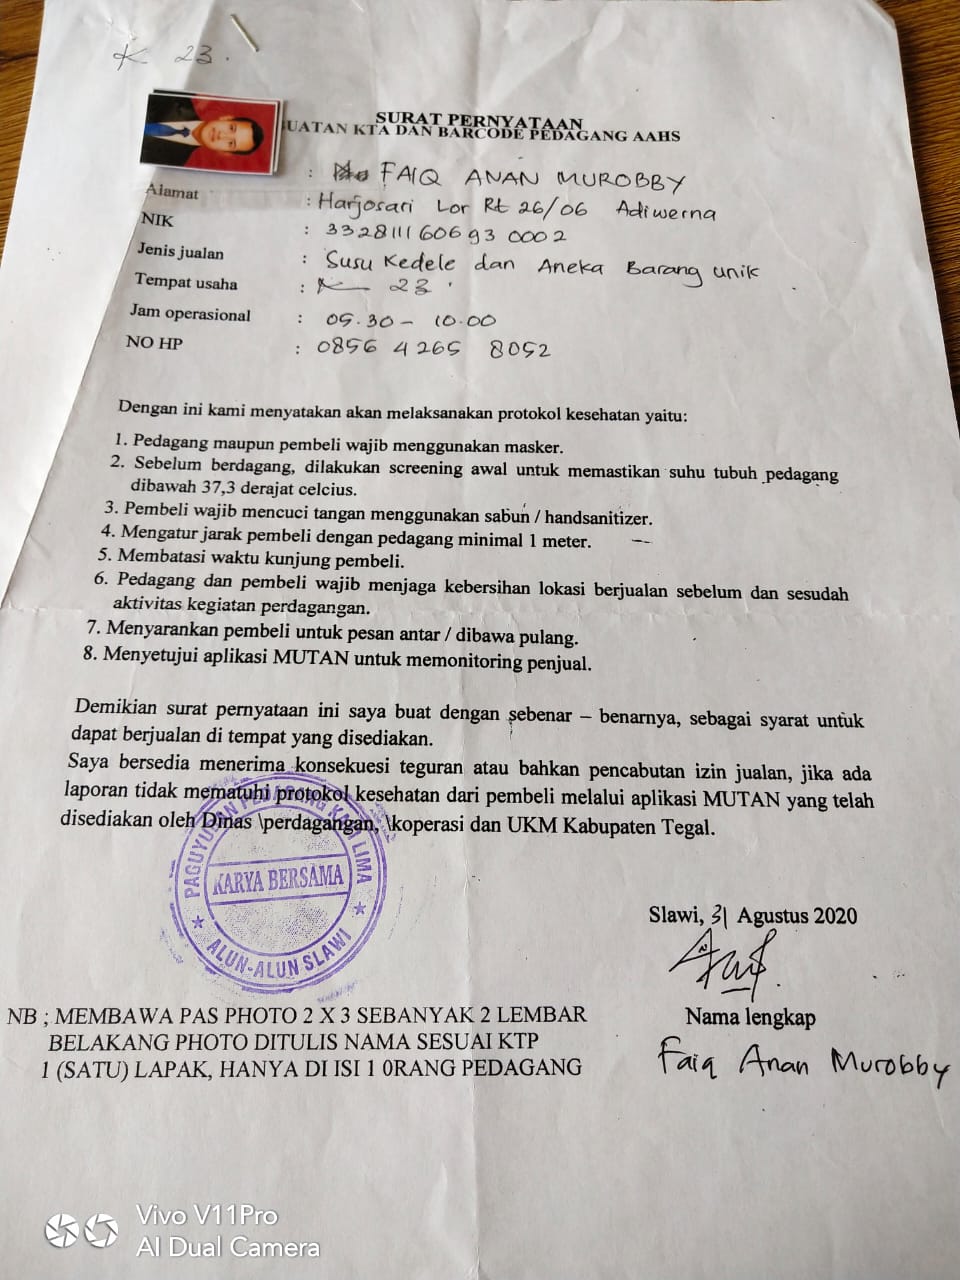 K 23.
SURAT PERNYATAAN
UATAN KTA DAN BARCODE PEDAGANG AAHS
: FAIQ ANAN MUROBBY
Alamat : Harjosari Lor Rt 26/06 Adiwerna
NIK : 3328111606930002
Jenis jualan : Susu Kedele dan Aneka Barang unik
Tempat usaha : K 23
Jam operasional : 05.30 - 10.00
NO HP : 0856 4265 8052
Dengan ini kami menyatakan akan melaksanakan protokol kesehatan yaitu:
1. Pedagang maupun pembeli wajib menggunakan masker.
2. Sebelum berdagang, dilakukan screening awal untuk memastikan suhu tubuh pedagang
dibawah 37,3 derajat celcius.
3. Pembeli wajib mencuci tangan menggunakan sabun / handsanitizer.
4. Mengatur jarak pembeli dengan pedagang minimal 1 meter.
5. Membatasi waktu kunjung pembeli.
6. Pedagang dan pembeli wajib menjaga kebersihan lokasi berjualan sebelum dan sesudah
aktivitas kegiatan perdagangan.
7. Menyarankan pembeli untuk pesan antar / dibawa pulang.
8. Menyetujui aplikasi MUTAN untuk memonitoring penjual.
Demikian surat pernyataan ini saya buat dengan sebenar – benarnya, sebagai syarat untuk
dapat berjualan di tempat yang disediakan.
Saya bersedia menerima konsekuesi teguran atau bahkan pencabutan izin jualan, jika ada
laporan tidak mematuhi protokol kesehatan dari pembeli melalui aplikasi MUTAN yang telah
disediakan oleh Dinas \perdagangan, \koperasi dan UKM Kabupaten Tegal.
PAGUYUBAN PEDAGANG KAKI LIMA
KARYA BERSAMA
ALUN-ALUN SLAWI
Slawi, 31 Agustus 2020
Nama lengkap
Faiq Anan Murobby
NB ; MEMBAWA PAS PHOTO 2 X 3 SEBANYAK 2 LEMBAR
BELAKANG PHOTO DITULIS NAMA SESUAI KTP
1 (SATU) LAPAK, HANYA DI ISI 1 0RANG PEDAGANG
Vivo V11Pro
AI Dual Camera